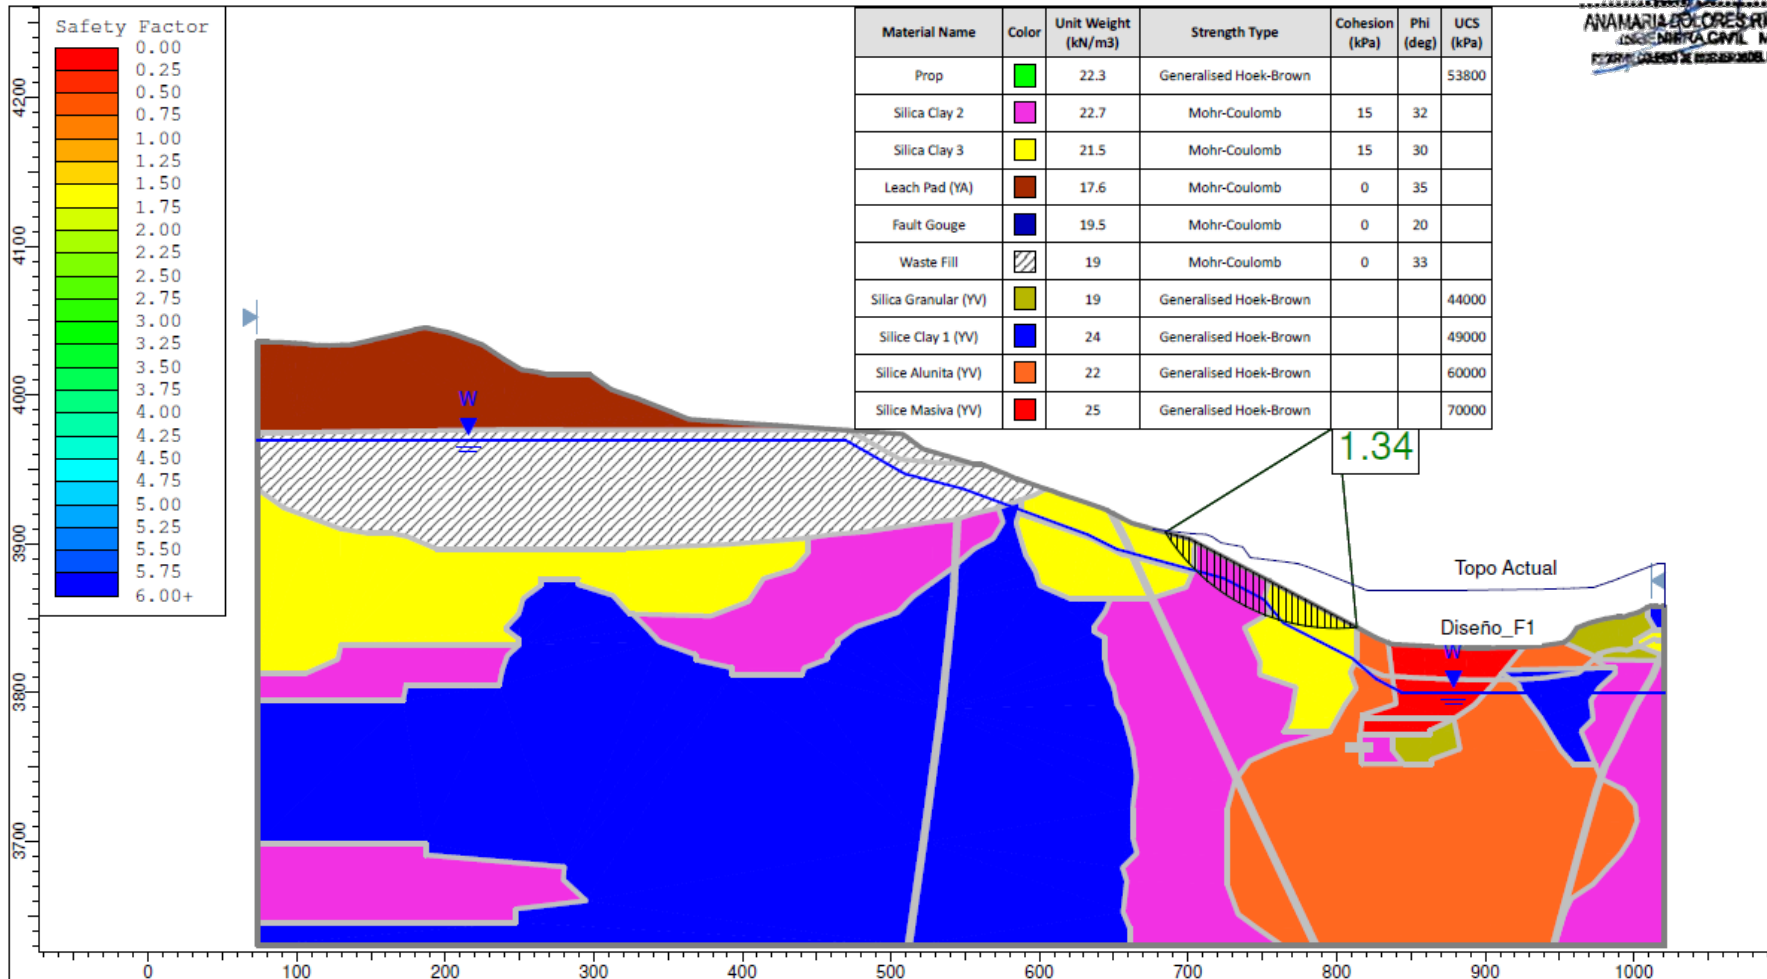 Safety Factor
0.00
0.25
0.50
0.75
1.00
1.25
1.50
1.75
2.00
2.25
2.50
2.75
3.00
3.25
3.50
3.75
4.00
4.25
4.50
4.75
5.00
5.25
5.50
5.75
6.00+
Material Name Color Unit Weight (kN/m3) Strength Type Cohesion (kPa) Phi (deg) UCS (kPa)
Prop 22.3 Generalised Hoek-Brown 53800
Silica Clay 2 22.7 Mohr-Coulomb 15 32
Silica Clay 3 21.5 Mohr-Coulomb 15 30
Leach Pad (YA) 17.6 Mohr-Coulomb 0 35
Fault Gouge 19.5 Mohr-Coulomb 0 20
Waste Fill 19 Mohr-Coulomb 0 33
Silica Granular (YV) 19 Generalised Hoek-Brown 44000
Silice Clay 1 (YV) 24 Generalised Hoek-Brown 49000
Silice Alunita (YV) 22 Generalised Hoek-Brown 60000
Silice Masiva (YV) 25 Generalised Hoek-Brown 70000
ANA MARIA DOLORES
CIVIL
1.34
W
Topo Actual
Diseño_F1
W
4200
4100
4000
3900
3800
3700
0 100 200 300 400 500 600 700 800 900 1000